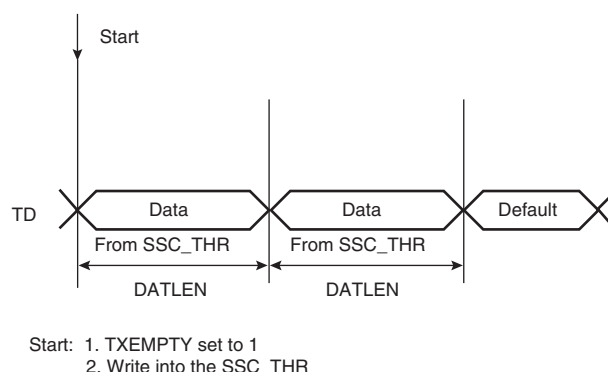 Start
TD
Data
Data
Default
From SSC_THR
From SSC_THR
DATLEN
DATLEN
Start: 1. TXEMPTY set to 1
2. Write into the SSC_THR